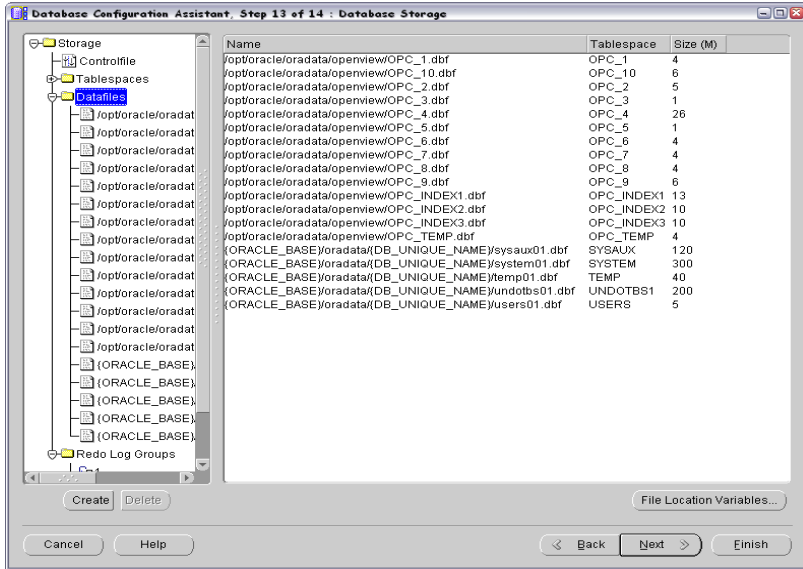 Database Configuration Assistant, Step 13 of 14 : Database Storage
Storage
Controlfile
Tablespaces
Datafiles
/opt/oracle/oradat
/opt/oracle/oradat
/opt/oracle/oradat
/opt/oracle/oradat
/opt/oracle/oradat
/opt/oracle/oradat
/opt/oracle/oradat
/opt/oracle/oradat
/opt/oracle/oradat
/opt/oracle/oradat
/opt/oracle/oradat
/opt/oracle/oradat
/opt/oracle/oradat
/opt/oracle/oradat
{ORACLE_BASE}
{ORACLE_BASE}
{ORACLE_BASE}
{ORACLE_BASE}
{ORACLE_BASE}
Redo Log Groups
Name Tablespace Size (M)
/opt/oracle/oradata/openview/OPC_1.dbf OPC_1 4
/opt/oracle/oradata/openview/OPC_10.dbf OPC_10 6
/opt/oracle/oradata/openview/OPC_2.dbf OPC_2 5
/opt/oracle/oradata/openview/OPC_3.dbf OPC_3 1
/opt/oracle/oradata/openview/OPC_4.dbf OPC_4 26
/opt/oracle/oradata/openview/OPC_5.dbf OPC_5 1
/opt/oracle/oradata/openview/OPC_6.dbf OPC_6 4
/opt/oracle/oradata/openview/OPC_7.dbf OPC_7 4
/opt/oracle/oradata/openview/OPC_8.dbf OPC_8 4
/opt/oracle/oradata/openview/OPC_9.dbf OPC_9 6
/opt/oracle/oradata/openview/OPC_INDEX1.dbf OPC_INDEX1 13
/opt/oracle/oradata/openview/OPC_INDEX2.dbf OPC_INDEX2 10
/opt/oracle/oradata/openview/OPC_INDEX3.dbf OPC_INDEX3 10
/opt/oracle/oradata/openview/OPC_TEMP.dbf OPC_TEMP 4
{ORACLE_BASE}/oradata/{DB_UNIQUE_NAME}/sysaux01.dbf SYSAUX 120
{ORACLE_BASE}/oradata/{DB_UNIQUE_NAME}/system01.dbf SYSTEM 300
{ORACLE_BASE}/oradata/{DB_UNIQUE_NAME}/temp01.dbf TEMP 40
{ORACLE_BASE}/oradata/{DB_UNIQUE_NAME}/undotbs01.dbf UNDOTBS1 200
{ORACLE_BASE}/oradata/{DB_UNIQUE_NAME}/users01.dbf USERS 5
Create Delete
File Location Variables...
Cancel Help Back Next Finish